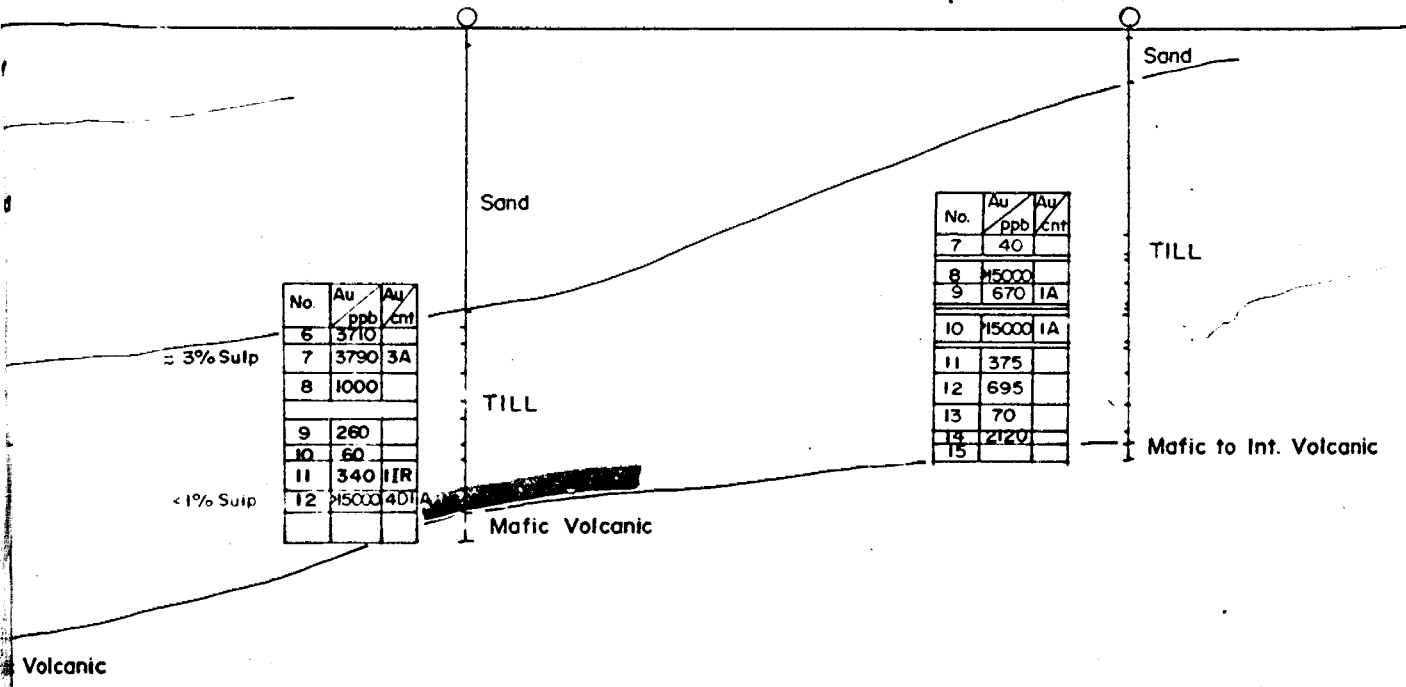 Sand
Sand
No. Au ppb Au cnt
7 40
8 >15000
9 670 1A
10 >15000 1A
11 375
12 695
13 70
14 2120
15
TILL
No. Au ppb Au cnt
6 3710
7 3790 3A
8 1000
9 260
10 60
11 340 1IR
12 >15000 4DTA
≈ 3% Sulp
<1% Sulp
TILL
Mafic to Int. Volcanic
Mafic Volcanic
Volcanic